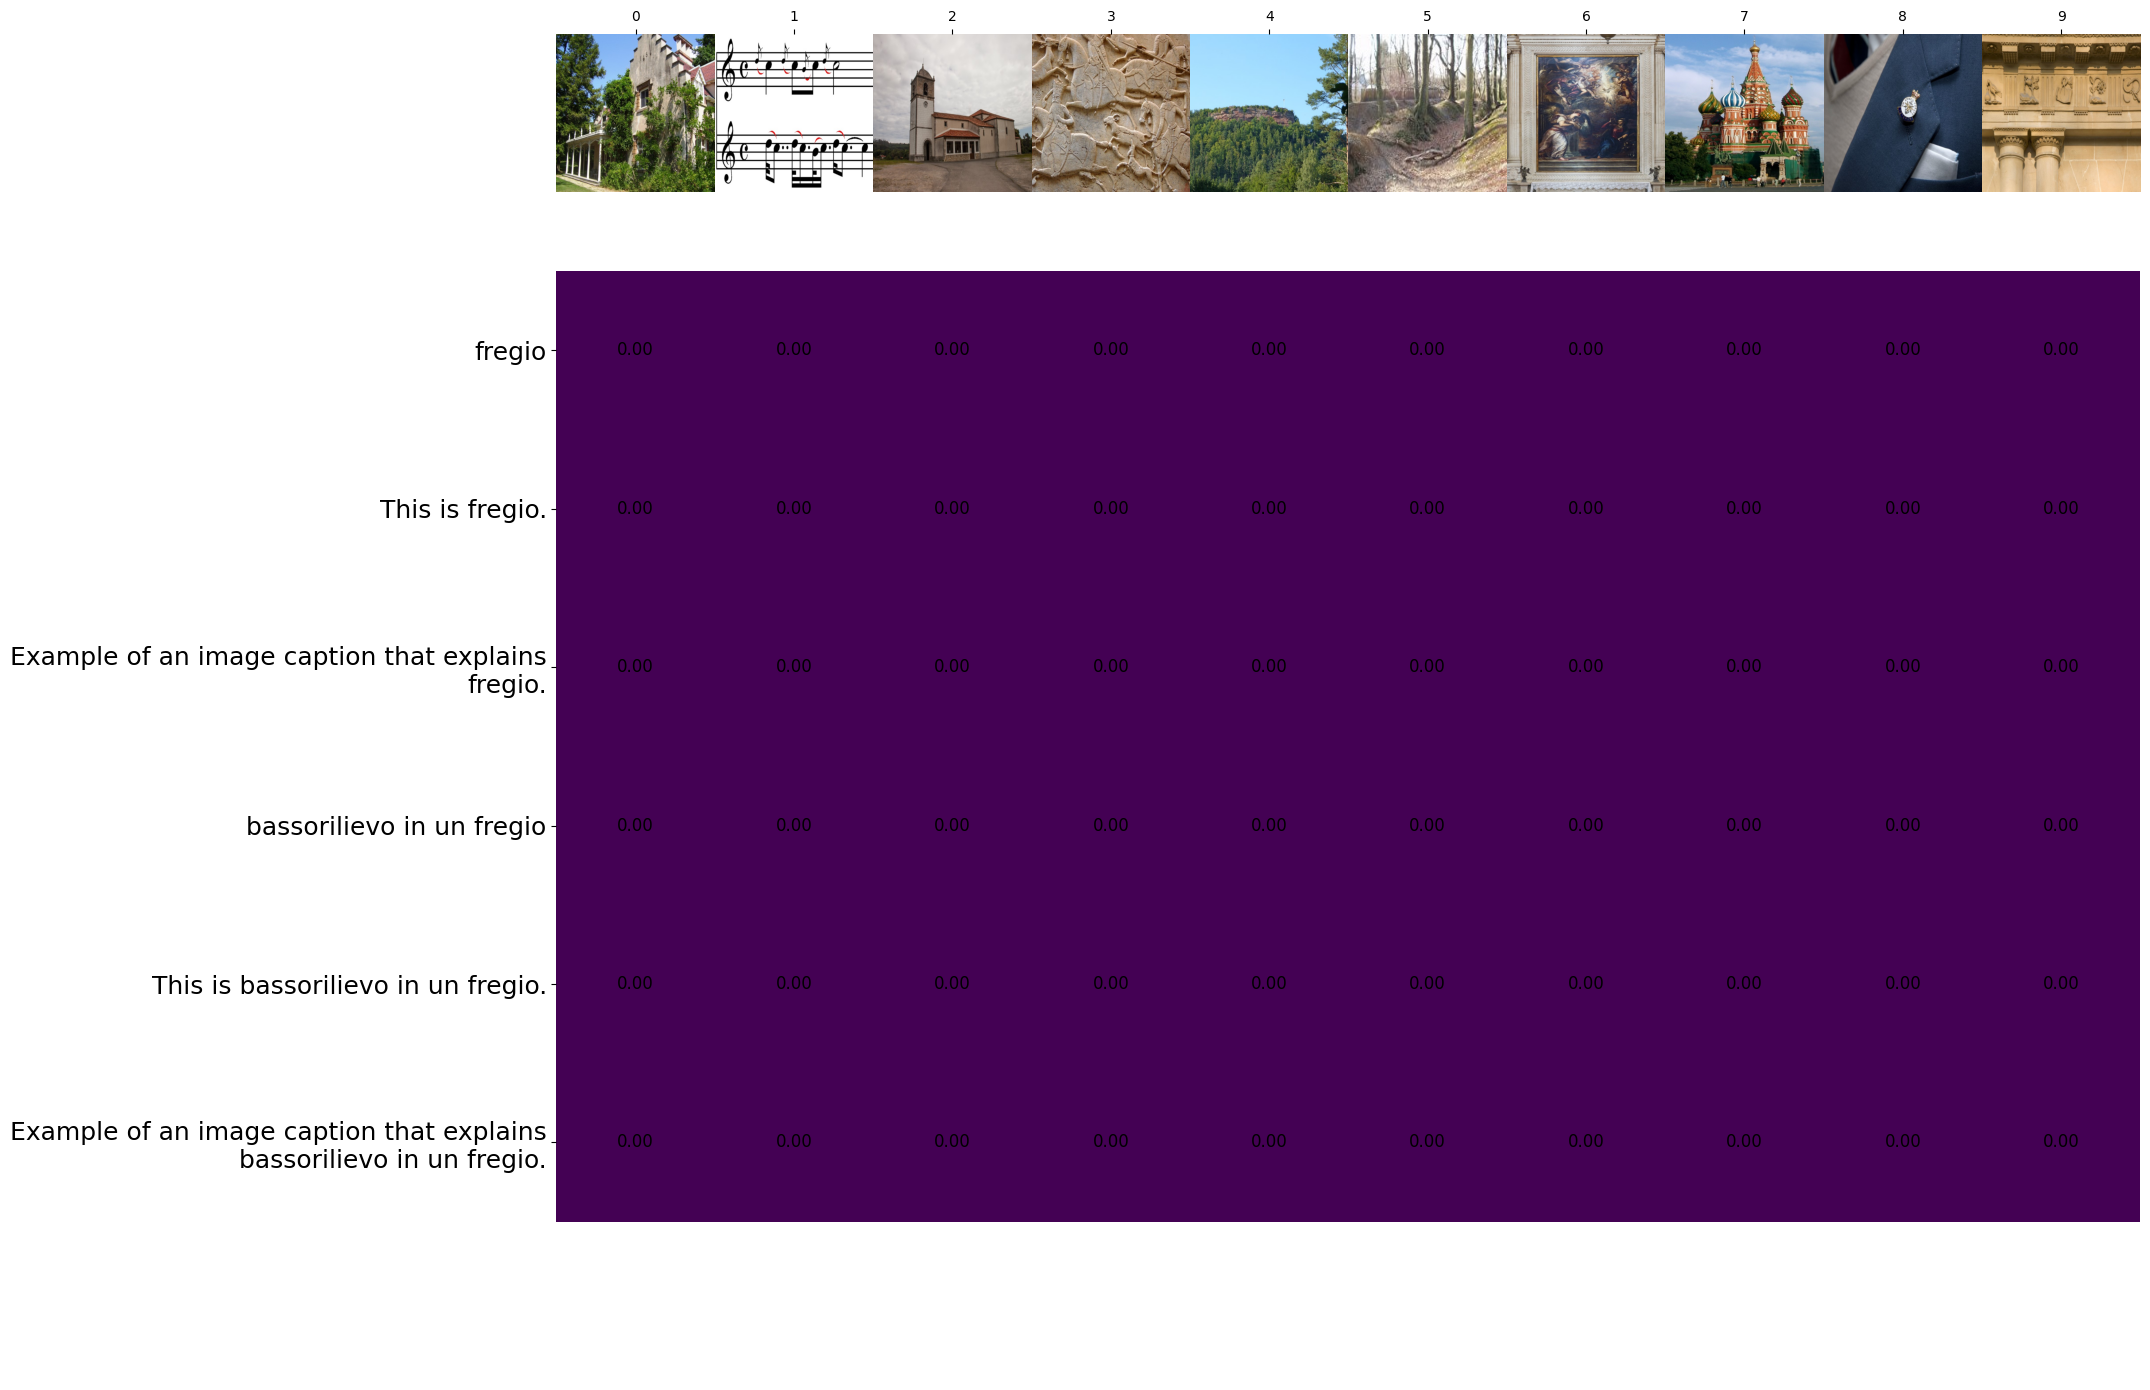 0 1 2 3 4 5 6 7 8 9
fregio
0.00 0.00 0.00 0.00 0.00 0.00 0.00 0.00 0.00 0.00
This is fregio.
0.00 0.00 0.00 0.00 0.00 0.00 0.00 0.00 0.00 0.00
Example of an image caption that explains
fregio.
0.00 0.00 0.00 0.00 0.00 0.00 0.00 0.00 0.00 0.00
bassorilievo in un fregio
0.00 0.00 0.00 0.00 0.00 0.00 0.00 0.00 0.00 0.00
This is bassorilievo in un fregio.
0.00 0.00 0.00 0.00 0.00 0.00 0.00 0.00 0.00 0.00
Example of an image caption that explains
bassorilievo in un fregio.
0.00 0.00 0.00 0.00 0.00 0.00 0.00 0.00 0.00 0.00